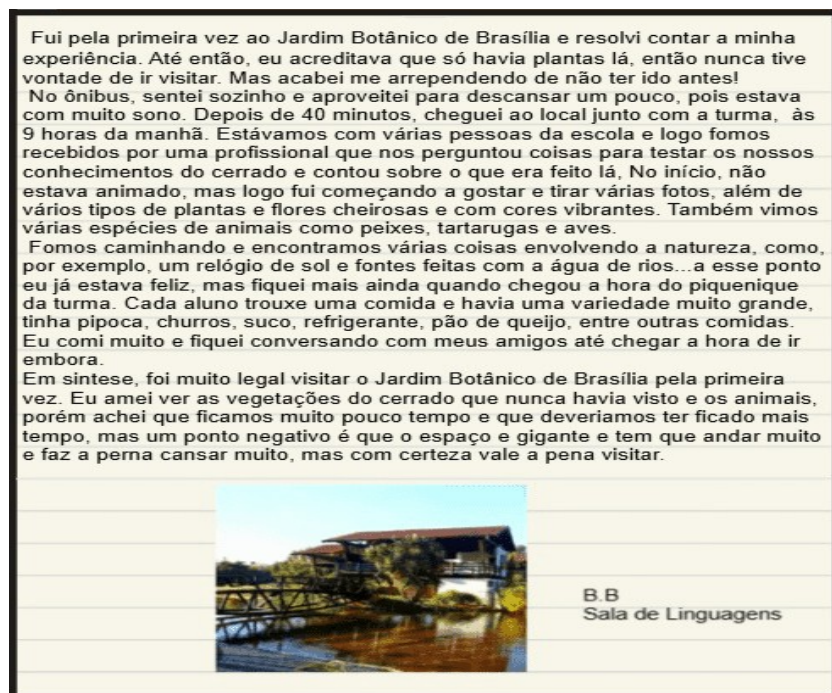 Fui pela primeira vez ao Jardim Botânico de Brasília e resolvi contar a minha
experiência. Até então, eu acreditava que só havia plantas lá, então nunca tive
vontade de ir visitar. Mas acabei me arrependendo de não ter ido antes!
No ônibus, sentei sozinho e aproveitei para descansar um pouco, pois estava
com muito sono. Depois de 40 minutos, cheguei ao local junto com a turma, às
9 horas da manhã. Estávamos com várias pessoas da escola e logo fomos
recebidos por uma profissional que nos perguntou coisas para testar os nossos
conhecimentos do cerrado e contou sobre o que era feito lá, No início, não
estava animado, mas logo fui começando a gostar e tirar várias fotos, além de
vários tipos de plantas e flores cheirosas e com cores vibrantes. Também vimos
várias espécies de animais como peixes, tartarugas e aves.
Fomos caminhando e encontramos várias coisas envolvendo a natureza, como,
por exemplo, um relógio de sol e fontes feitas com a água de rios...a esse ponto
eu já estava feliz, mas fiquei mais ainda quando chegou a hora do piquenique
da turma. Cada aluno trouxe uma comida e havia uma variedade muito grande,
tinha pipoca, churros, suco, refrigerante, pão de queijo, entre outras comidas.
Eu comi muito e fiquei conversando com meus amigos até chegar a hora de ir
embora.
Em sintese, foi muito legal visitar o Jardim Botânico de Brasília pela primeira
vez. Eu amei ver as vegetações do cerrado que nunca havia visto e os animais,
porém achei que ficamos muito pouco tempo e que deveriamos ter ficado mais
tempo, mas um ponto negativo é que o espaço e gigante e tem que andar muito
e faz a perna cansar muito, mas com certeza vale a pena visitar.
B.B
Sala de Linguagens